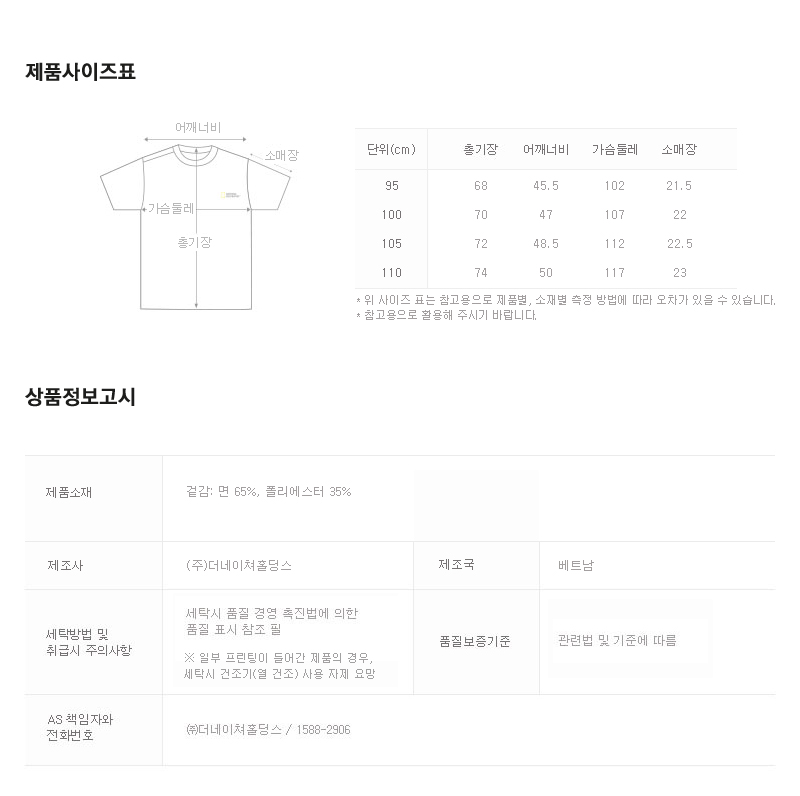 제품사이즈표
어깨너비
소매장
가슴둘레
총기장
단위(cm) 총기장 어깨너비 가슴둘레 소매장
95 68 45.5 102 21.5
100 70 47 107 22
105 72 48.5 112 22.5
110 74 50 117 23
* 위 사이즈 표는 참고용으로 제품별, 소재별 측정 방법에 따라 오차가 있을 수 있습니다.
* 참고용으로 활용해 주시기 바랍니다.
상품정보고시
제품소재 겉감: 면 65%, 폴리에스터 35%
제조사 (주)더네이쳐홀딩스 제조국 베트남
세탁방법 및
취급시 주의사항
세탁시 품질 경영 촉진법에 의한
품질 표시 참조 필
※ 일부 프린팅이 들어간 제품의 경우,
세탁시 건조기(열 건조) 사용 자제 요망
품질보증기준 관련법 및 기준에 따름
AS 책임자와
전화번호
㈜더네이쳐홀딩스 / 1588-2906